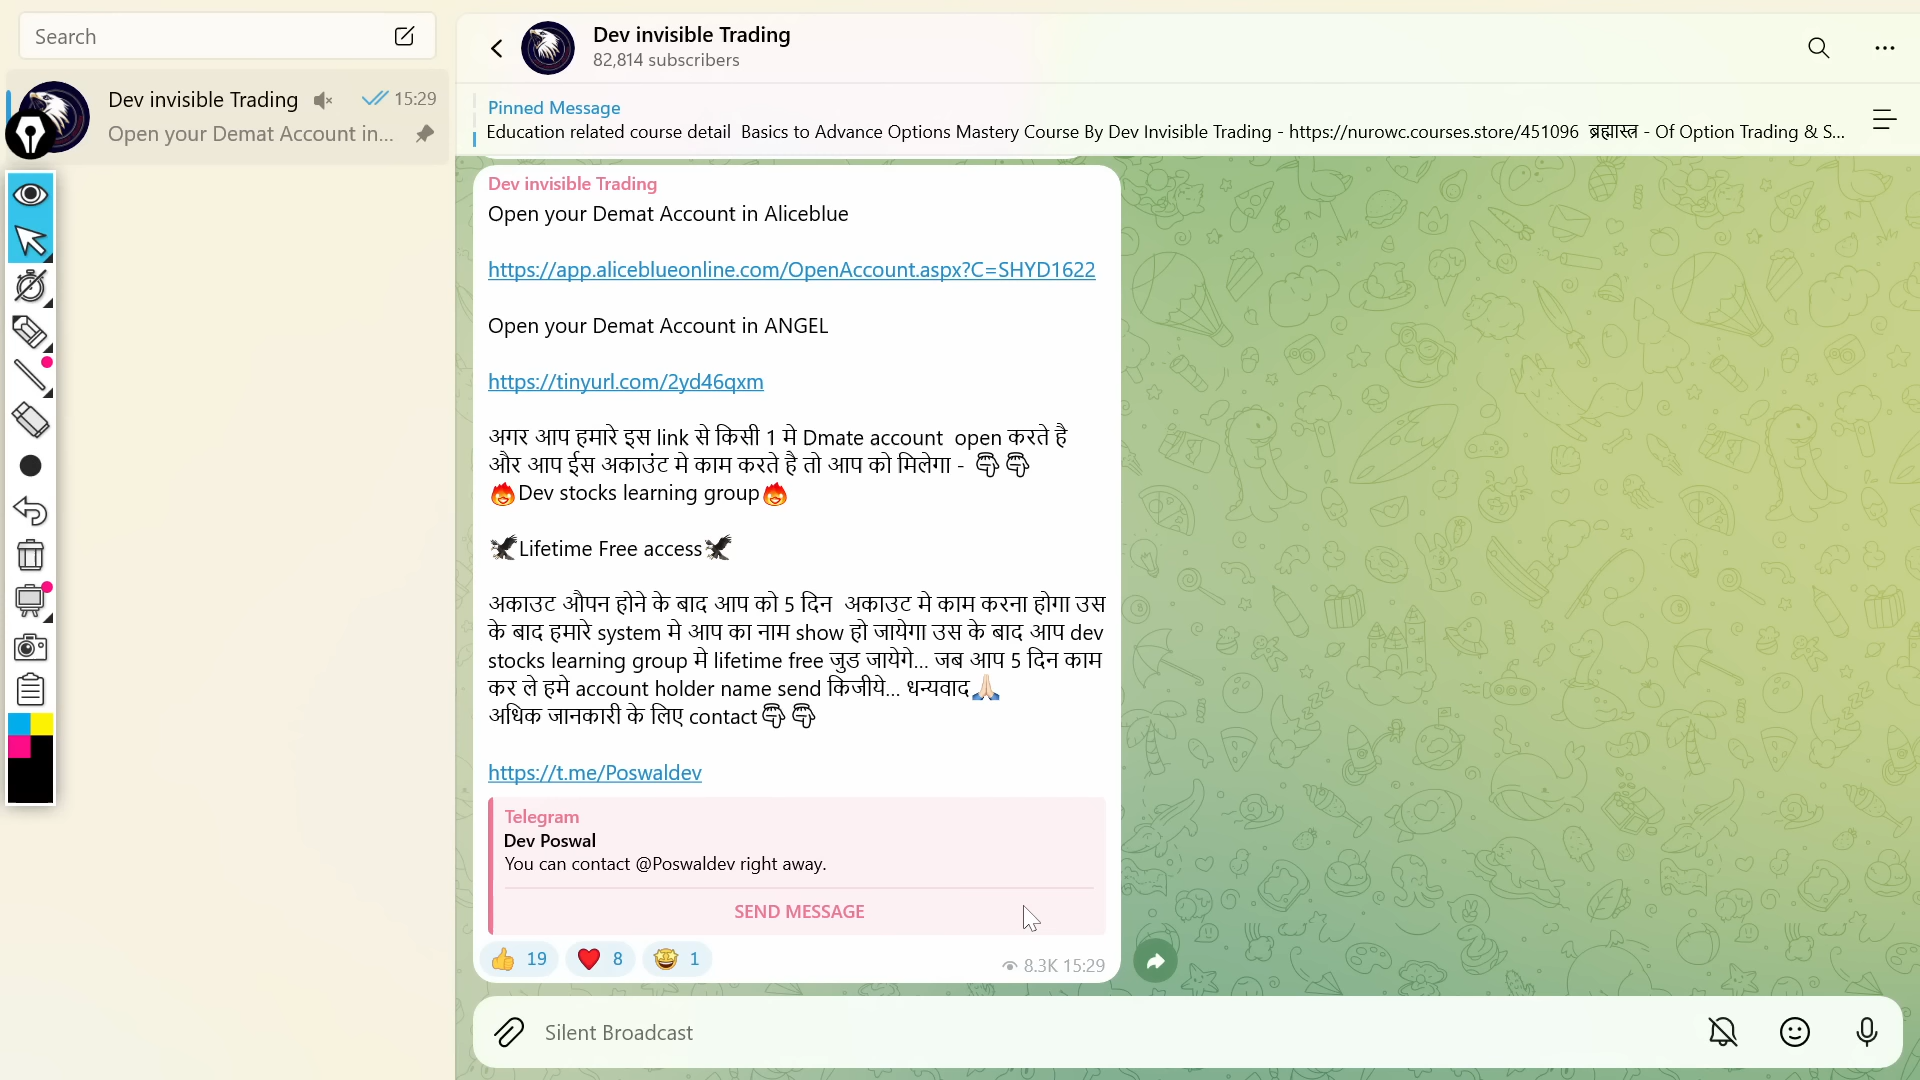 Search
Dev invisible Trading 15:29
Open your Demat Account in...
Dev invisible Trading
82,814 subscribers
Pinned Message
Education related course detail Basics to Advance Options Mastery Course By Dev Invisible Trading - https://nurowc.courses.store/451096 ब्रह्मास्त्र - Of Option Trading & S...
Dev invisible Trading
Open your Demat Account in Aliceblue
https://app.aliceblueonline.com/OpenAccount.aspx?C=SHYD1622
Open your Demat Account in ANGEL
https://tinyurl.com/2yd46qxm
अगर आप हमारे इस link से किसी 1 मे Dmate account open करते है
और आप ईस अकाउंट मे काम करते है तो आप को मिलेगा - 👇👇
🔥Dev stocks learning group🔥
🦅Lifetime Free access🦅
अकाउट औपन होने के बाद आप को 5 दिन अकाउट मे काम करना होगा उस
के बाद हमारे system मे आप का नाम show हो जायेगा उस के बाद आप dev
stocks learning group मे lifetime free जुड जायेगे... जब आप 5 दिन काम
कर ले हमे account holder name send किजीये... धन्यवाद🙏🏻
अधिक जानकारी के लिए contact👇👇
https://t.me/Poswaldev
Telegram
Dev Poswal
You can contact @Poswaldev right away.
SEND MESSAGE
👍 19 ❤️ 8 🤩 1
8.3K 15:29
Silent Broadcast